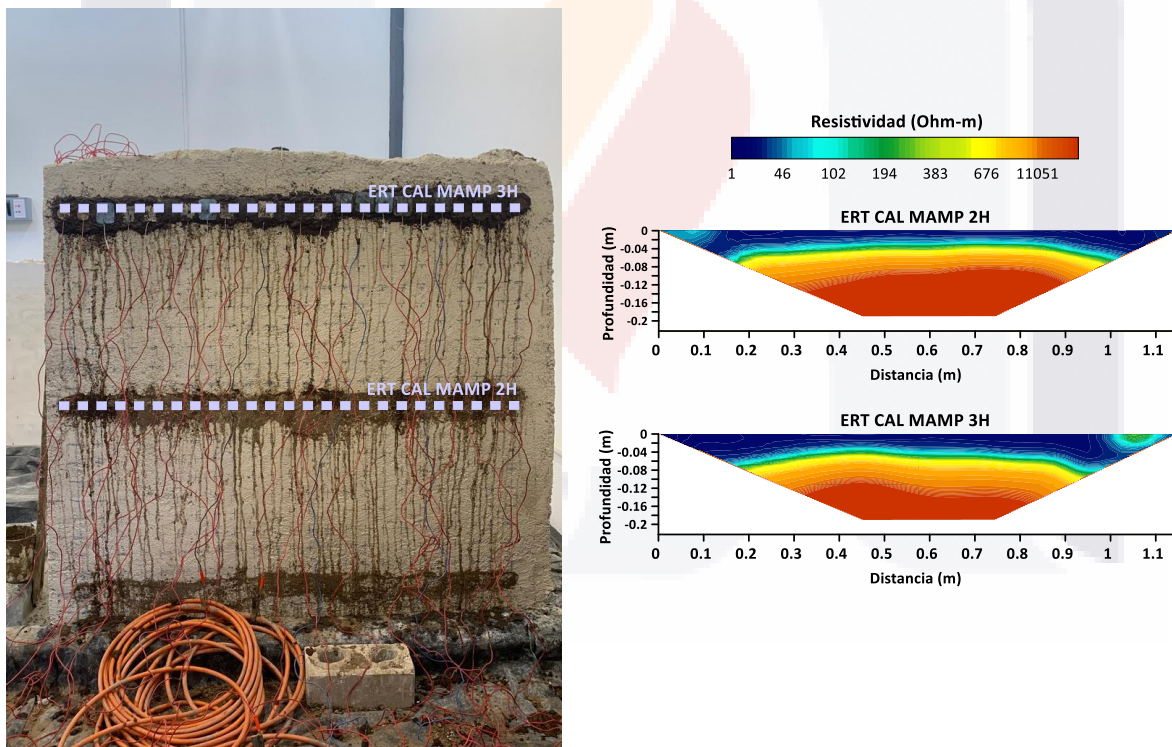 ERT CAL MAMP 3H
ERT CAL MAMP 2H
Resistividad (Ohm-m)
1 46 102 194 383 676 11051
ERT CAL MAMP 2H
Profundidad (m)
0
-0.04
-0.08
-0.12
-0.16
-0.2
0 0.1 0.2 0.3 0.4 0.5 0.6 0.7 0.8 0.9 1 1.1
Distancia (m)
ERT CAL MAMP 3H
Profundidad (m)
0
-0.04
-0.08
-0.12
-0.16
-0.2
0 0.1 0.2 0.3 0.4 0.5 0.6 0.7 0.8 0.9 1 1.1
Distancia (m)